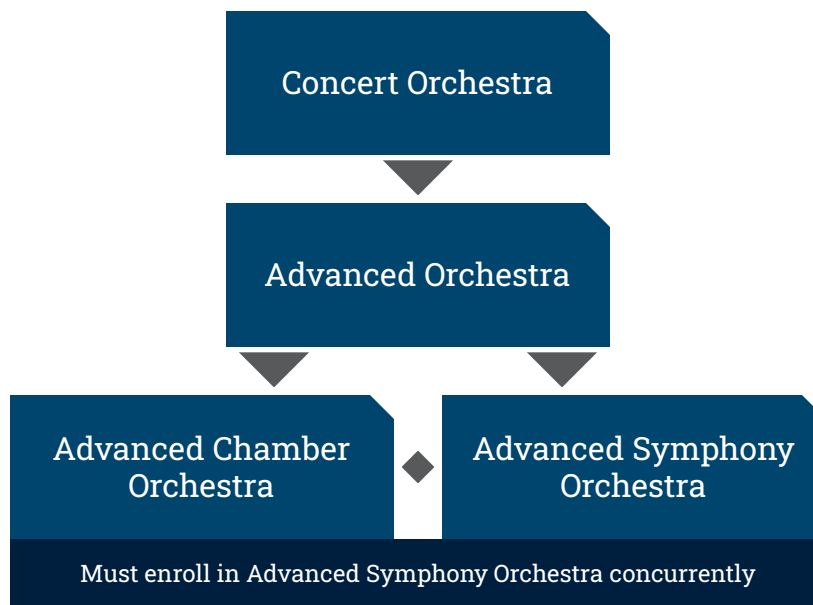 Concert Orchestra
Advanced Orchestra
Advanced Chamber
Orchestra
Advanced Symphony
Orchestra
Must enroll in Advanced Symphony Orchestra concurrently